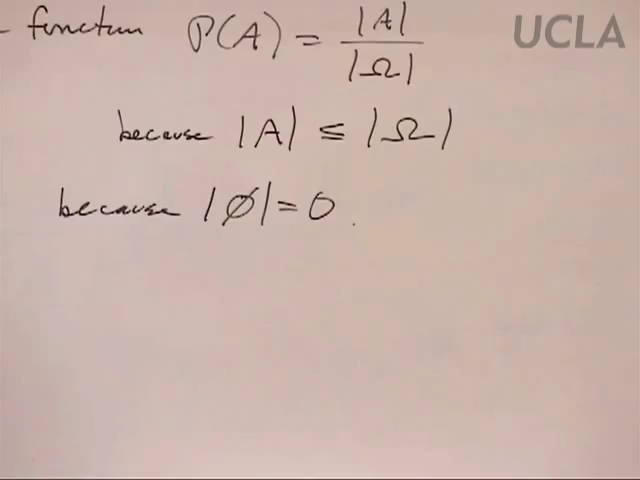 - function P(A) = |A| / |Ω|
UCLA
because |A| ≤ |Ω|
because |∅| = 0.